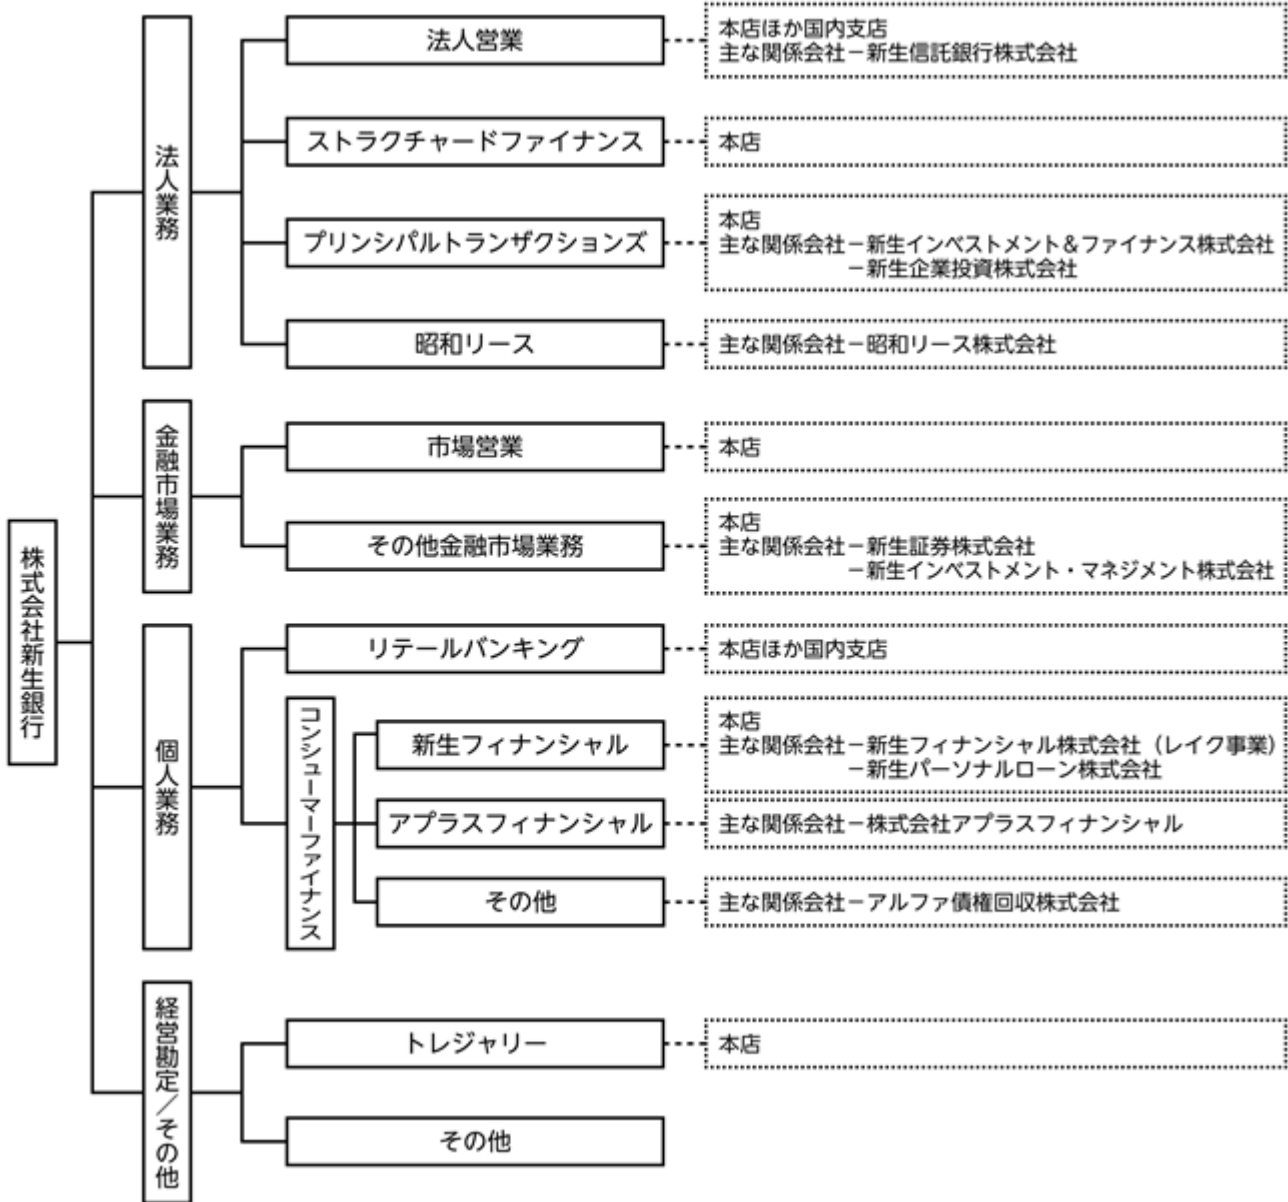 株式会社新生銀行
法人業務
法人営業
本店ほか国内支店
主な関係会社－新生信託銀行株式会社
ストラクチャードファイナンス
本店
プリンシパルトランザクションズ
本店
主な関係会社－新生インベストメント＆ファイナンス株式会社
－新生企業投資株式会社
昭和リース
主な関係会社－昭和リース株式会社
金融市場業務
市場営業
本店
その他金融市場業務
本店
主な関係会社－新生証券株式会社
－新生インベストメント・マネジメント株式会社
個人業務
リテールバンキング
本店ほか国内支店
コンシューマーファイナンス
新生フィナンシャル
本店
主な関係会社－新生フィナンシャル株式会社（レイク事業）
－新生パーソナルローン株式会社
アプラスフィナンシャル
主な関係会社－株式会社アプラスフィナンシャル
その他
主な関係会社－アルファ債権回収株式会社
経営勘定／その他
トレジャリー
本店
その他